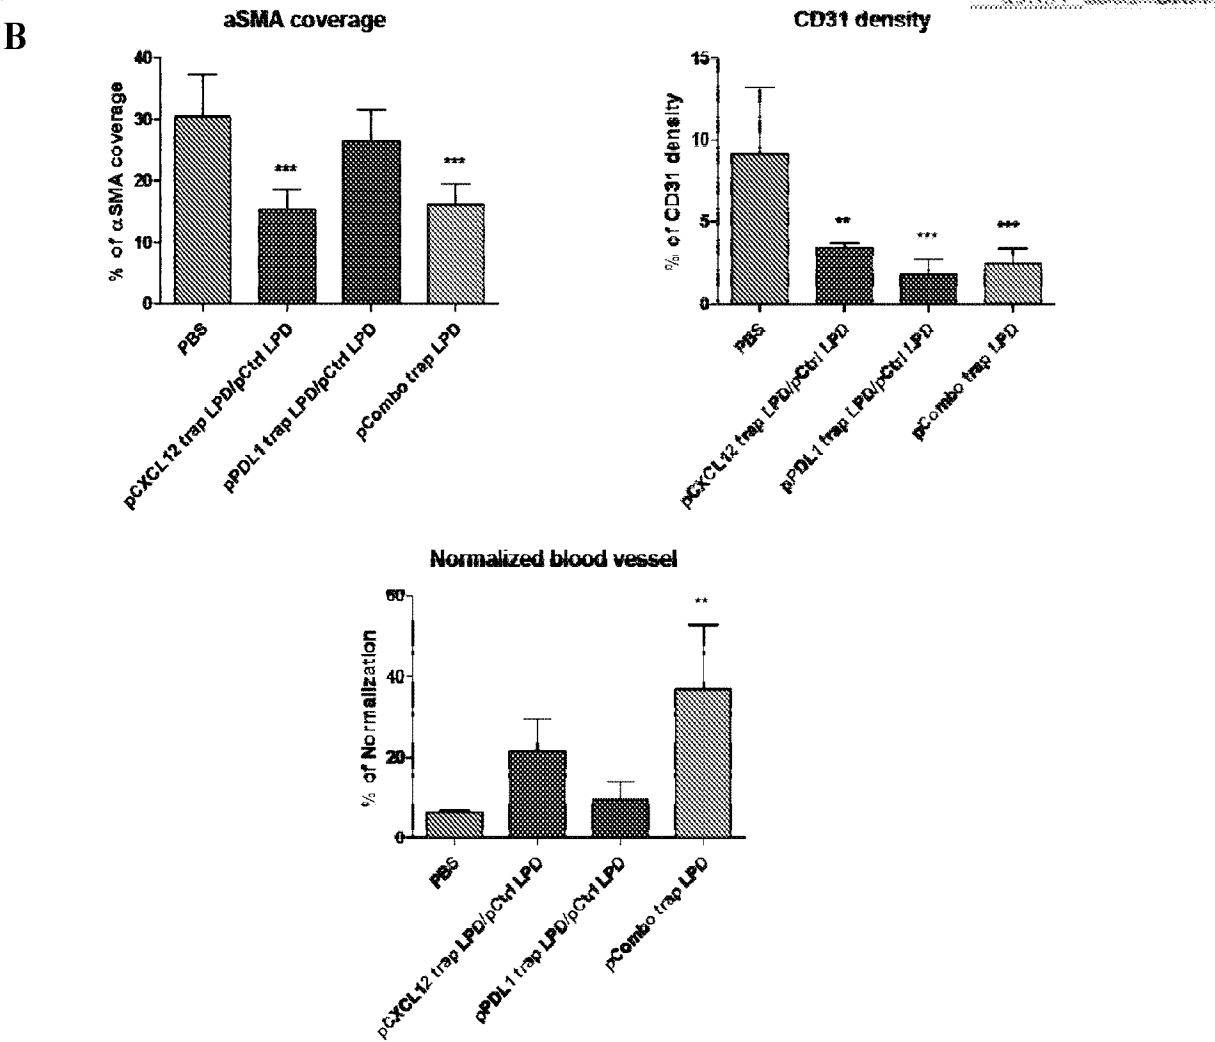 B
aSMA coverage
% of αSMA coverage
40
30
20
10
0
***
***
PBS
pCXCL12 trap LPD/pCtrl LPD
pPDL1 trap LPD/pCtrl LPD
pCombo trap LPD
CD31 density
% of CD31 density
15
10
5
0
**
***
***
PBS
pCXCL12 trap LPD/pCtrl LPD
pPDL1 trap LPD/pCtrl LPD
pCombo trap LPD
Normalized blood vessel
% of Normalization
60
40
20
0
**
PBS
pCXCL12 trap LPD/pCtrl LPD
pPDL1 trap LPD/pCtrl LPD
pCombo trap LPD